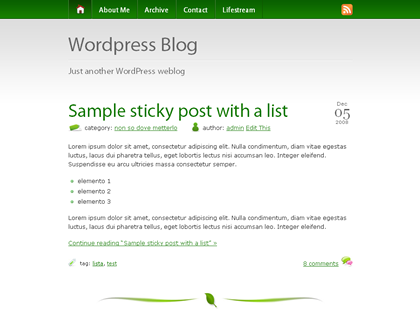 About Me Archive Contact Lifestream
Wordpress Blog
Just another WordPress weblog
Sample sticky post with a list
Dec
05
2008
category: non so dove metterlo author: admin Edit This
Lorem ipsum dolor sit amet, consectetur adipiscing elit. Nulla condimentum, diam vitae egestas
luctus, lacus dui pharetra tellus, eget lobortis lectus nisi accumsan leo. Integer eleifend.
Suspendisse eu arcu ultricies massa consectetur semper.
elemento 1
elemento 2
elemento 3
Lorem ipsum dolor sit amet, consectetur adipiscing elit. Nulla condimentum, diam vitae egestas
luctus, lacus dui pharetra tellus, eget lobortis lectus nisi accumsan leo. Integer eleifend.
Continue reading "Sample sticky post with a list" »
tag: lista, test
6 comments